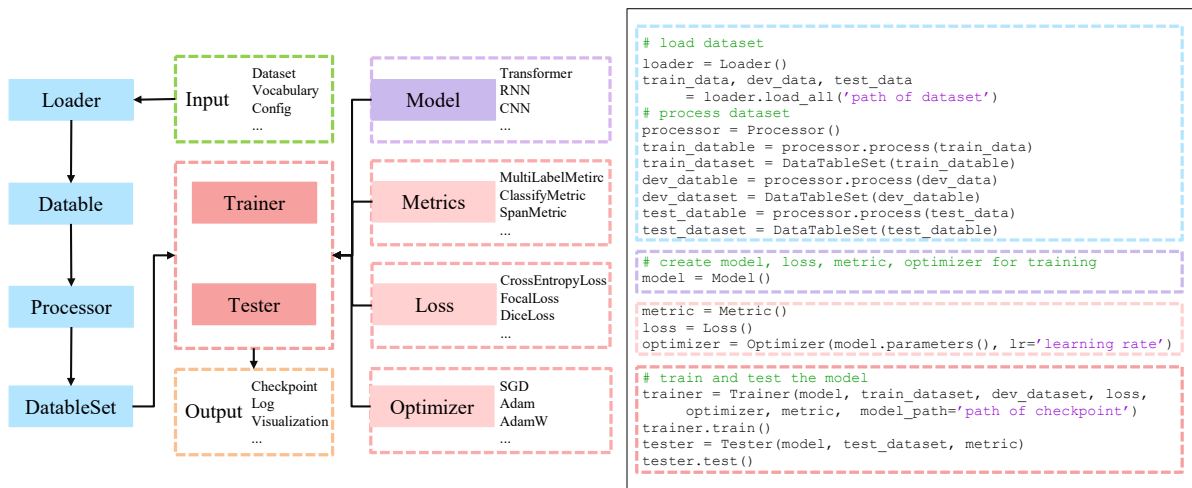 Loader
Datable
Processor
DatableSet
Input
Dataset
Vocabulary
Config
...
Trainer
Tester
Output
Checkpoint
Log
Visualization
...
Model
Transformer
RNN
CNN
...
Metrics
MultiLabelMetirc
ClassifyMetric
SpanMetric
...
Loss
CrossEntropyLoss
FocalLoss
DiceLoss
...
Optimizer
SGD
Adam
AdamW
...
# load dataset
loader = Loader()
train_data, dev_data, test_data
= loader.load_all('path of dataset')
# process dataset
processor = Processor()
train_datable = processor.process(train_data)
train_dataset = DataTableSet(train_datable)
dev_datable = processor.process(dev_data)
dev_dataset = DataTableSet(dev_datable)
test_datable = processor.process(test_data)
test_dataset = DataTableSet(test_datable)
# create model, loss, metric, optimizer for training
model = Model()
metric = Metric()
loss = Loss()
optimizer = Optimizer(model.parameters(), lr='learning rate')
# train and test the model
trainer = Trainer(model, train_dataset, dev_dataset, loss,
optimizer, metric, model_path='path of checkpoint')
trainer.train()
tester = Tester(model, test_dataset, metric)
tester.test()